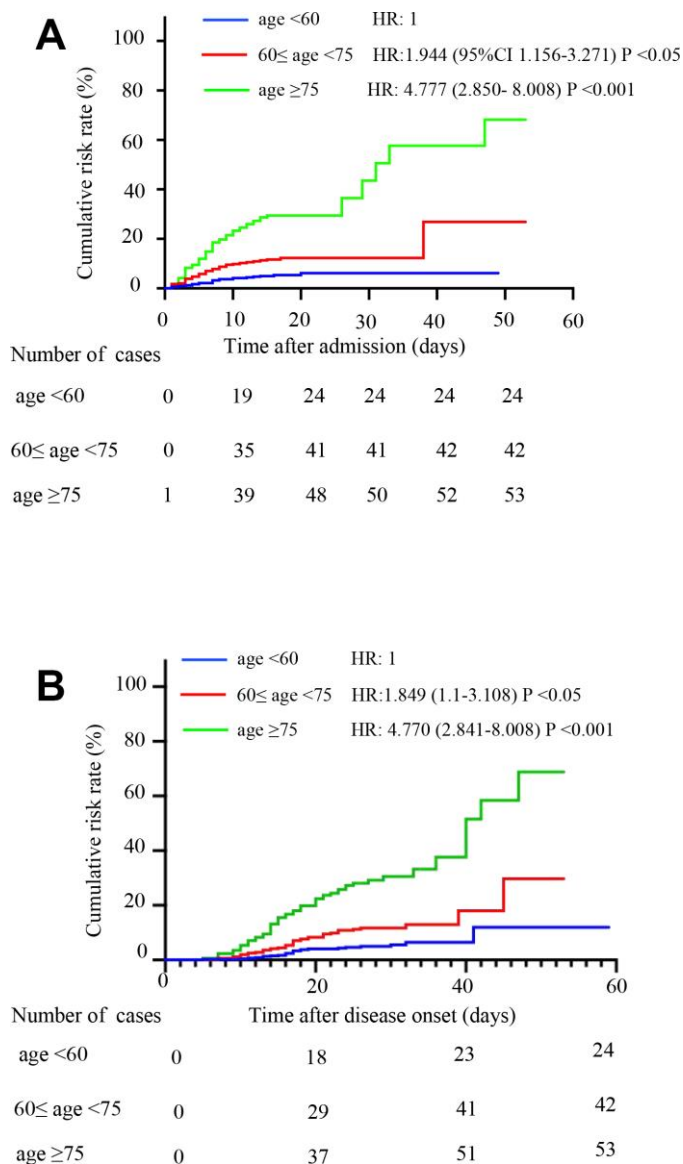 A
age <60 HR: 1
60≤ age <75 HR:1.944 (95%CI 1.156-3.271) P <0.05
age ≥75 HR: 4.777 (2.850- 8.008) P <0.001
Cumulative risk rate (%)
100
80
60
40
20
0
0 10 20 30 40 50 60
Time after admission (days)
Number of cases
age <60 0 19 24 24 24 24
60≤ age <75 0 35 41 41 42 42
age ≥75 1 39 48 50 52 53
B
age <60 HR: 1
60≤ age <75 HR:1.849 (1.1-3.108) P <0.05
age ≥75 HR: 4.770 (2.841-8.008) P <0.001
Cumulative risk rate (%)
100
80
60
40
20
0
0 20 40 60
Number of cases Time after disease onset (days)
age <60 0 18 23 24
60≤ age <75 0 29 41 42
age ≥75 0 37 51 53